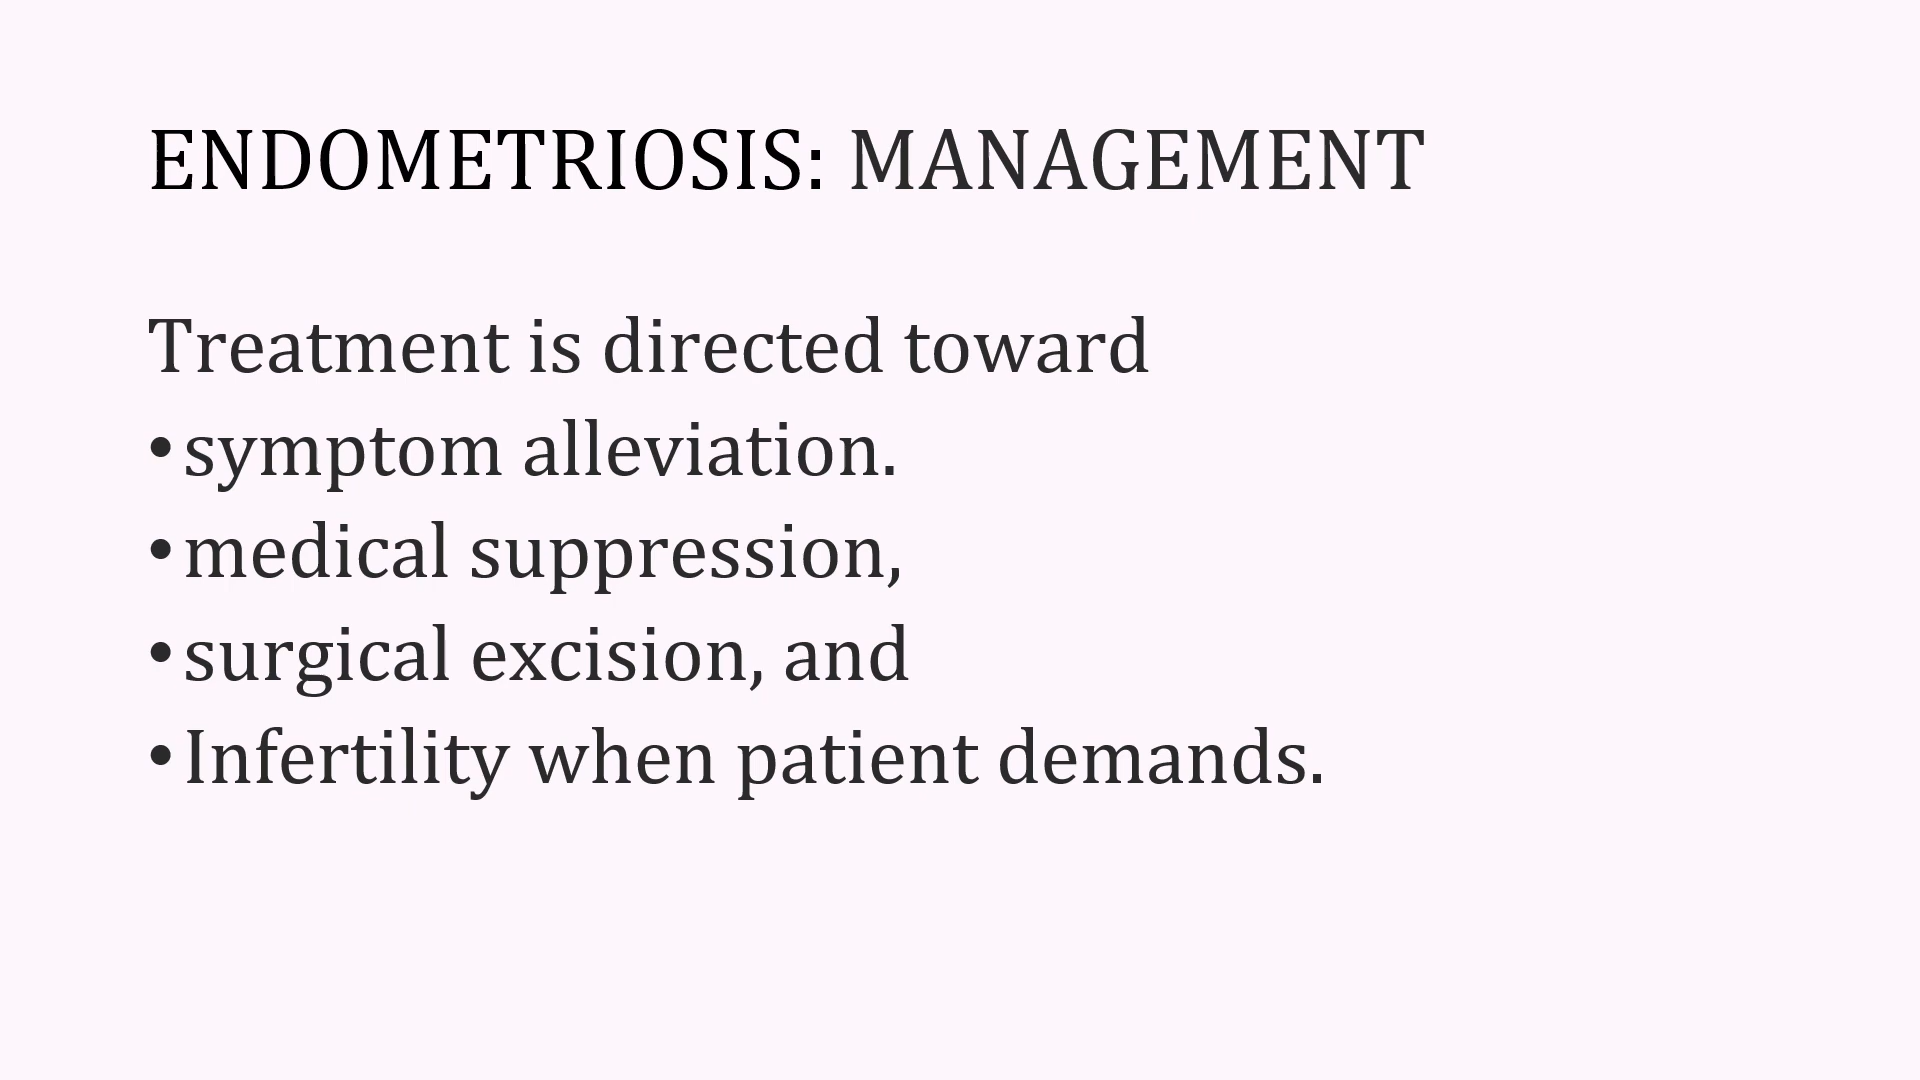 ENDOMETRIOSIS: MANAGEMENT
Treatment is directed toward
•symptom alleviation.
•medical suppression,
•surgical excision, and
•Infertility when patient demands.